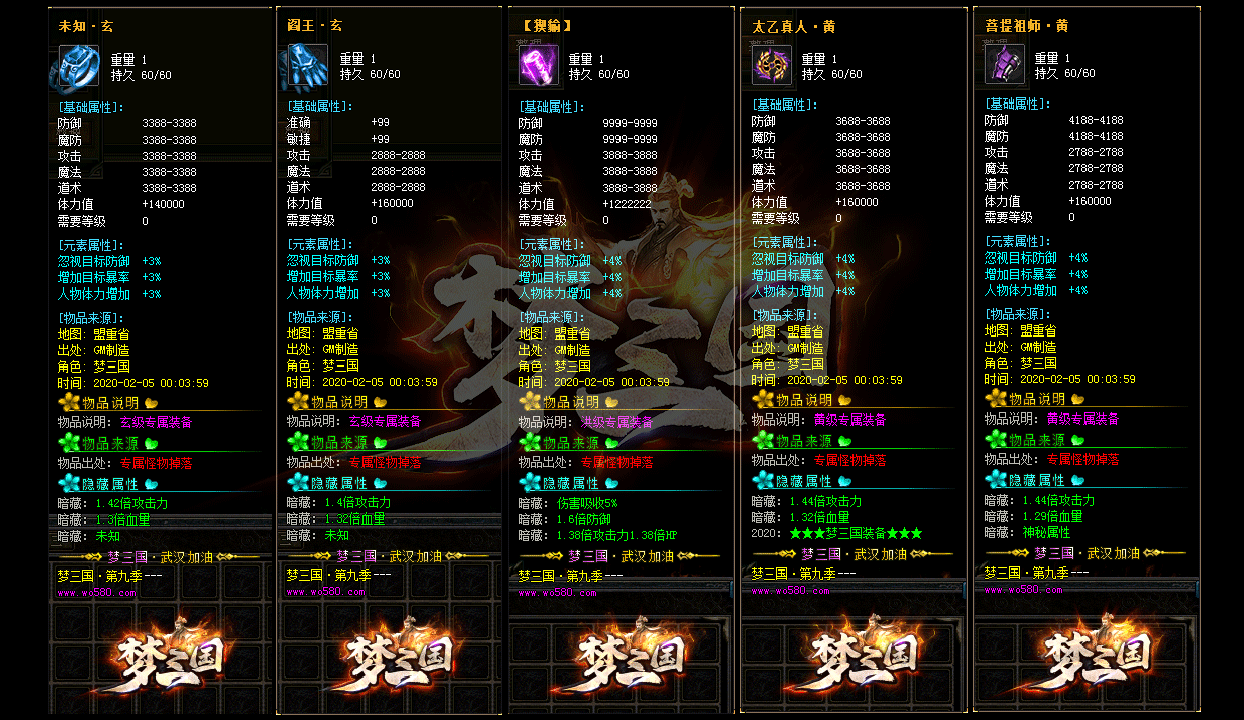 未知·玄
重量 1
持久 60/60
[基础属性]:
防御 3388-3388
魔防 3388-3388
攻击 3388-3388
魔法 3388-3388
道术 3388-3388
体力值 +140000
需要等级 0
[元素属性]:
忽视目标防御 +3%
增加目标暴率 +3%
人物体力增加 +3%
[物品来源]:
地图: 盟重省
出处: GM制造
角色: 梦三国
时间: 2020-02-05 00:03:59
物品说明
物品说明: 玄级专属装备
物品来源
物品出处: 专属怪物掉落
隐藏属性
暗藏: 1.42倍攻击力
暗藏: 1.3倍血量
暗藏: 未知
梦三国·武汉加油
梦三国·第九季---
www.wo580.com
梦三国
阎王·玄
重量 1
持久 60/60
[基础属性]:
准确 +99
敏捷 +99
攻击 2888-2888
魔法 2888-2888
道术 2888-2888
体力值 +160000
需要等级 0
[元素属性]:
忽视目标防御 +3%
增加目标暴率 +3%
人物体力增加 +3%
[物品来源]:
地图: 盟重省
出处: GM制造
角色: 梦三国
时间: 2020-02-05 00:03:59
物品说明
物品说明: 玄级专属装备
物品来源
物品出处: 专属怪物掉落
隐藏属性
暗藏: 1.4倍攻击力
暗藏: 1.32倍血量
暗藏: 未知
梦三国·武汉加油
梦三国·第九季---
www.wo580.com
梦三国
【猰貐】
重量 1
持久 60/60
[基础属性]:
防御 9999-9999
魔防 9999-9999
攻击 3888-3888
魔法 3888-3888
道术 3888-3888
体力值 +1222222
需要等级 0
[元素属性]:
忽视目标防御 +4%
增加目标暴率 +4%
人物体力增加 +4%
[物品来源]:
地图: 盟重省
出处: GM制造
角色: 梦三国
时间: 2020-02-05 00:03:59
物品说明
物品说明: 洪级专属装备
物品来源
物品出处: 专属怪物掉落
隐藏属性
暗藏: 伤害吸收5%
暗藏: 1.6倍防御
暗藏: 1.38倍攻击力1.38倍HP
梦三国·武汉加油
梦三国·第九季---
www.wo580.com
梦三国
太乙真人·黄
重量 1
持久 60/60
[基础属性]:
防御 3688-3688
魔防 3688-3688
攻击 3688-3688
魔法 3688-3688
道术 3688-3688
体力值 +160000
需要等级 0
[元素属性]:
忽视目标防御 +4%
增加目标暴率 +4%
人物体力增加 +4%
[物品来源]:
地图: 盟重省
出处: GM制造
角色: 梦三国
时间: 2020-02-05 00:03:59
物品说明
物品说明: 黄级专属装备
物品来源
物品出处: 专属怪物掉落
隐藏属性
暗藏: 1.44倍攻击力
暗藏: 1.32倍血量
2020: ★★★梦三国装备★★★
梦三国·武汉加油
梦三国·第九季---
www.wo580.com
梦三国
菩提祖师·黄
重量 1
持久 60/60
[基础属性]:
防御 4188-4188
魔防 4188-4188
攻击 2788-2788
魔法 2788-2788
道术 2788-2788
体力值 +160000
需要等级 0
[元素属性]:
忽视目标防御 +4%
增加目标暴率 +4%
人物体力增加 +4%
[物品来源]:
地图: 盟重省
出处: GM制造
角色: 梦三国
时间: 2020-02-05 00:03:59
物品说明
物品说明: 黄级专属装备
物品来源
物品出处: 专属怪物掉落
隐藏属性
暗藏: 1.44倍攻击力
暗藏: 1.29倍血量
暗藏: 神秘属性
梦三国·武汉加油
梦三国·第九季---
www.wo580.com
梦三国
梦三国